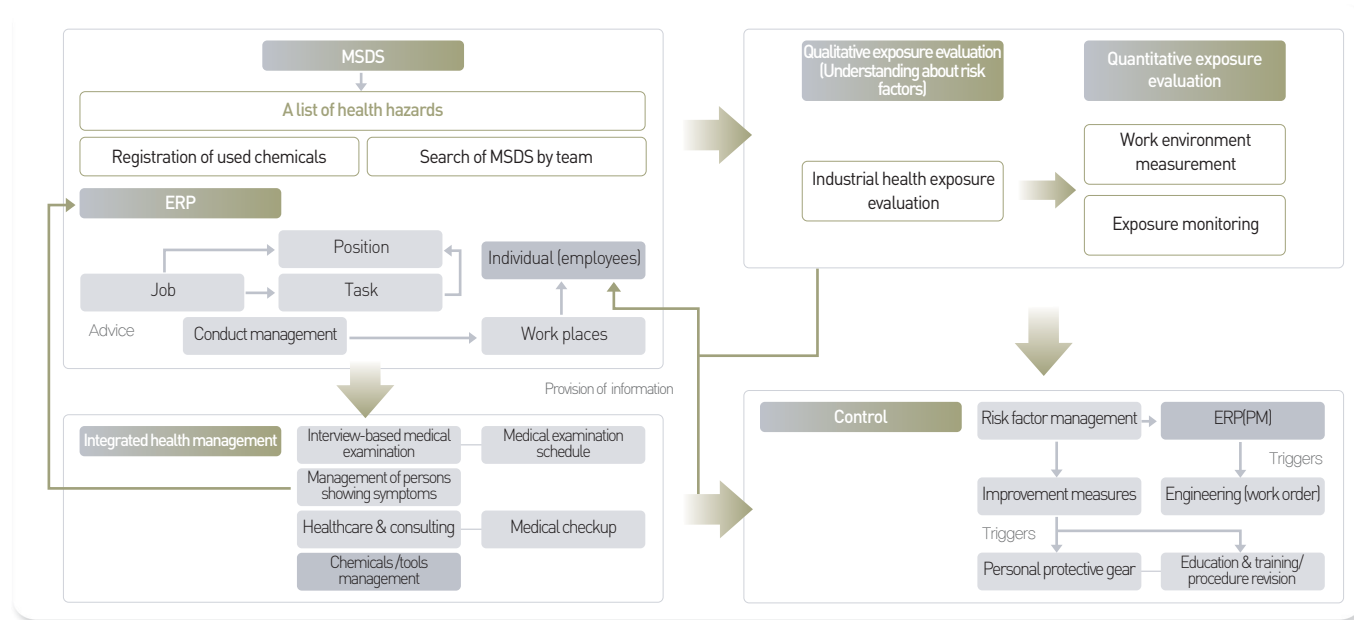 MSDS
A list of health hazards
Registration of used chemicals
Search of MSDS by team
ERP
Position
Individual (employees)
Job
Task
Advice
Conduct management
Work places
Provision of information
Qualitative exposure evaluation
(Understanding about risk
factors)
Quantitative exposure
evaluation
Industrial health exposure
evaluation
Work environment
measurement
Exposure monitoring
Integrated health management
Interview-based medical
examination
Medical examination
schedule
Management of persons
showing symptoms
Healthcare & consulting
Medical checkup
Chemicals/tools
management
Control
Risk factor management
ERP(PM)
Triggers
Improvement measures
Engineering (work order)
Triggers
Personal protective gear
Education & training/
procedure revision